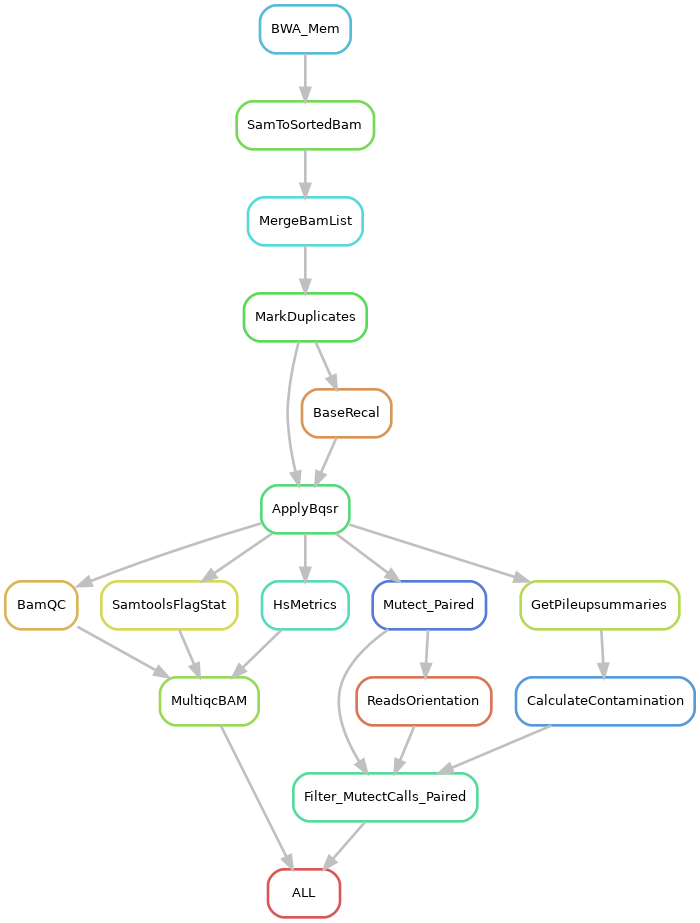 BWA_Mem
SamToSortedBam
MergeBamList
MarkDuplicates
BaseRecal
ApplyBqsr
BamQC
SamtoolsFlagStat
HsMetrics
Mutect_Paired
GetPileupsummaries
MultiqcBAM
ReadsOrientation
CalculateContamination
Filter_MutectCalls_Paired
ALL